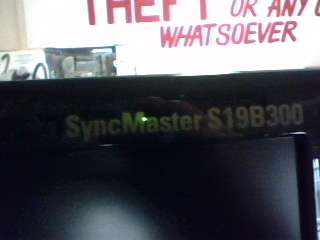 THEFT OR ANY
WHATSOEVER
SyncMaster S19B300